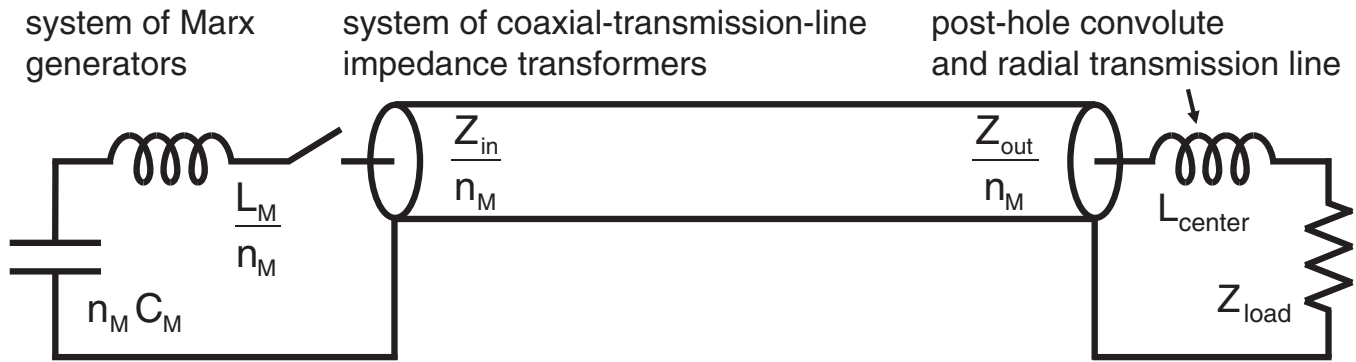 system of Marx
generators
system of coaxial-transmission-line
impedance transformers
post-hole convolute
and radial transmission line
L_M
n_M
n_M C_M
Z_in
n_M
Z_out
n_M
L_center
Z_load